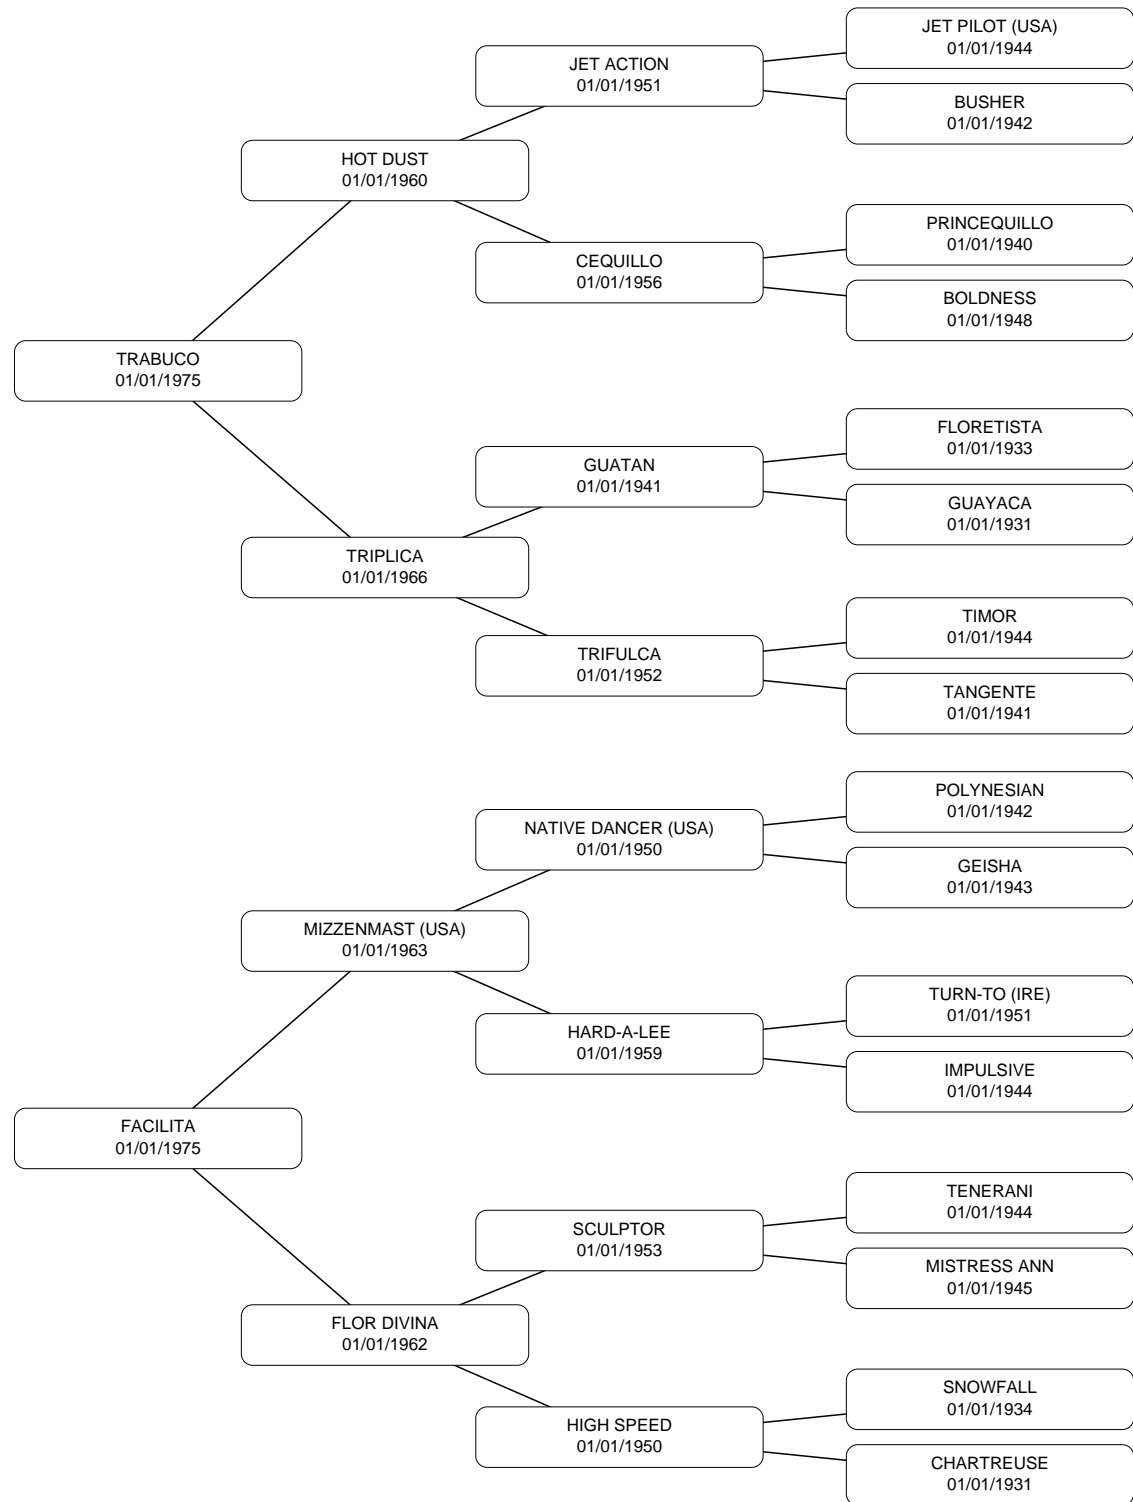 JET PILOT (USA)
01/01/1944
JET ACTION
01/01/1951
BUSHER
01/01/1942
HOT DUST
01/01/1960
PRINCEQUILLO
01/01/1940
CEQUILLO
01/01/1956
BOLDNESS
01/01/1948
TRABUCO
01/01/1975
FLORETISTA
01/01/1933
GUATAN
01/01/1941
GUAYACA
01/01/1931
TRIPLICA
01/01/1966
TIMOR
01/01/1944
TRIFULCA
01/01/1952
TANGENTE
01/01/1941
POLYNESIAN
01/01/1942
NATIVE DANCER (USA)
01/01/1950
GEISHA
01/01/1943
MIZZENMAST (USA)
01/01/1963
TURN-TO (IRE)
01/01/1951
HARD-A-LEE
01/01/1959
IMPULSIVE
01/01/1944
FACILITA
01/01/1975
TENERANI
01/01/1944
SCULPTOR
01/01/1953
MISTRESS ANN
01/01/1945
FLOR DIVINA
01/01/1962
SNOWFALL
01/01/1934
HIGH SPEED
01/01/1950
CHARTREUSE
01/01/1931